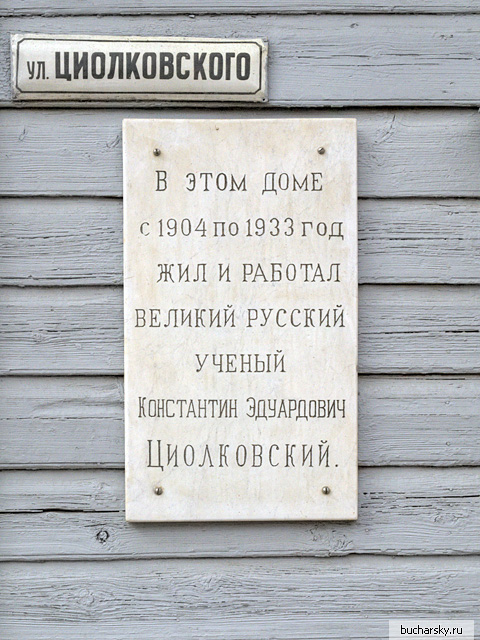 ул. ЦИОЛКОВСКОГО
В ЭТОМ ДОМЕ
с 1904 по 1933 год
ЖИЛ И РАБОТАЛ
ВЕЛИКИЙ РУССКИЙ
УЧЕНЫЙ
КОНСТАНТИН ЭДУАРДОВИЧ
ЦИОЛКОВСКИЙ.
bucharsky.ru